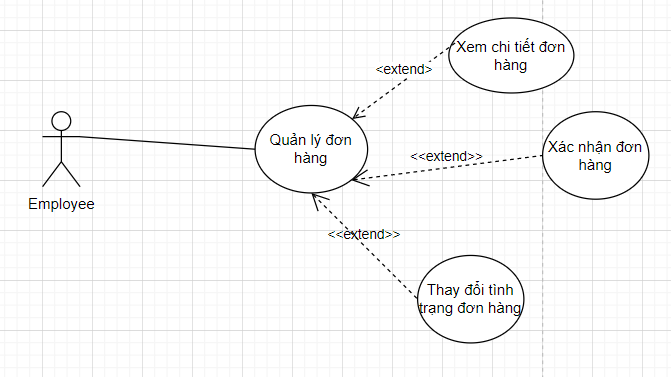 Xem chi tiết đơn
hàng
<extend>
Quản lý đơn
hàng
Xác nhận đơn
hàng
<<extend>>
Employee
<<extend>>
Thay đổi tình
trạng đơn hàng